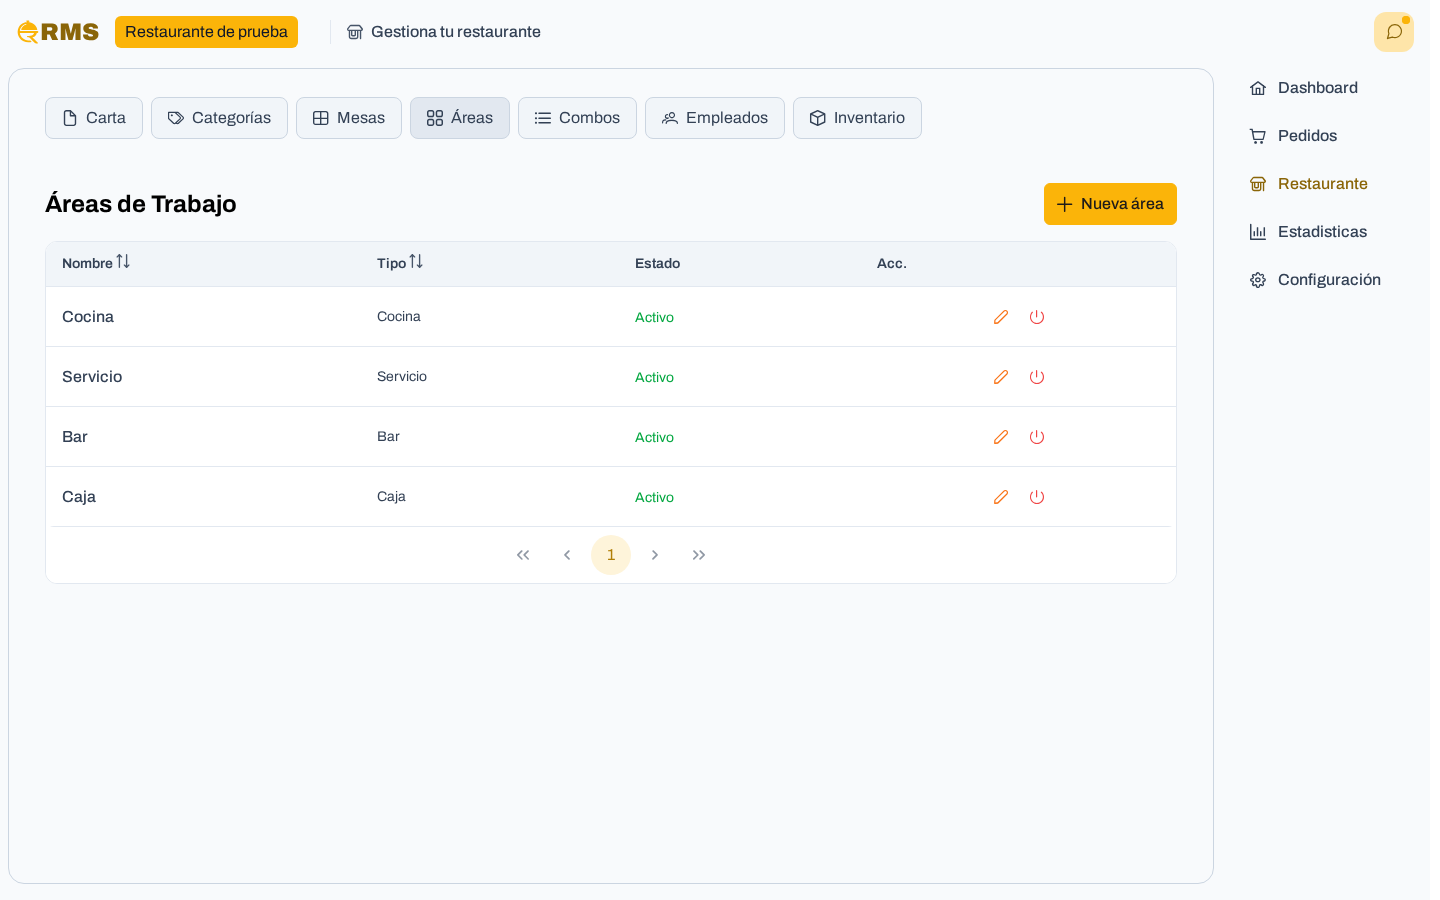 RMS
Restaurante de prueba
Gestiona tu restaurante
Carta
Categorías
Mesas
Áreas
Combos
Empleados
Inventario
Áreas de Trabajo
Nueva área
Nombre Tipo Estado Acc.
Cocina Cocina Activo
Servicio Servicio Activo
Bar Bar Activo
Caja Caja Activo
1
Dashboard
Pedidos
Restaurante
Estadisticas
Configuración